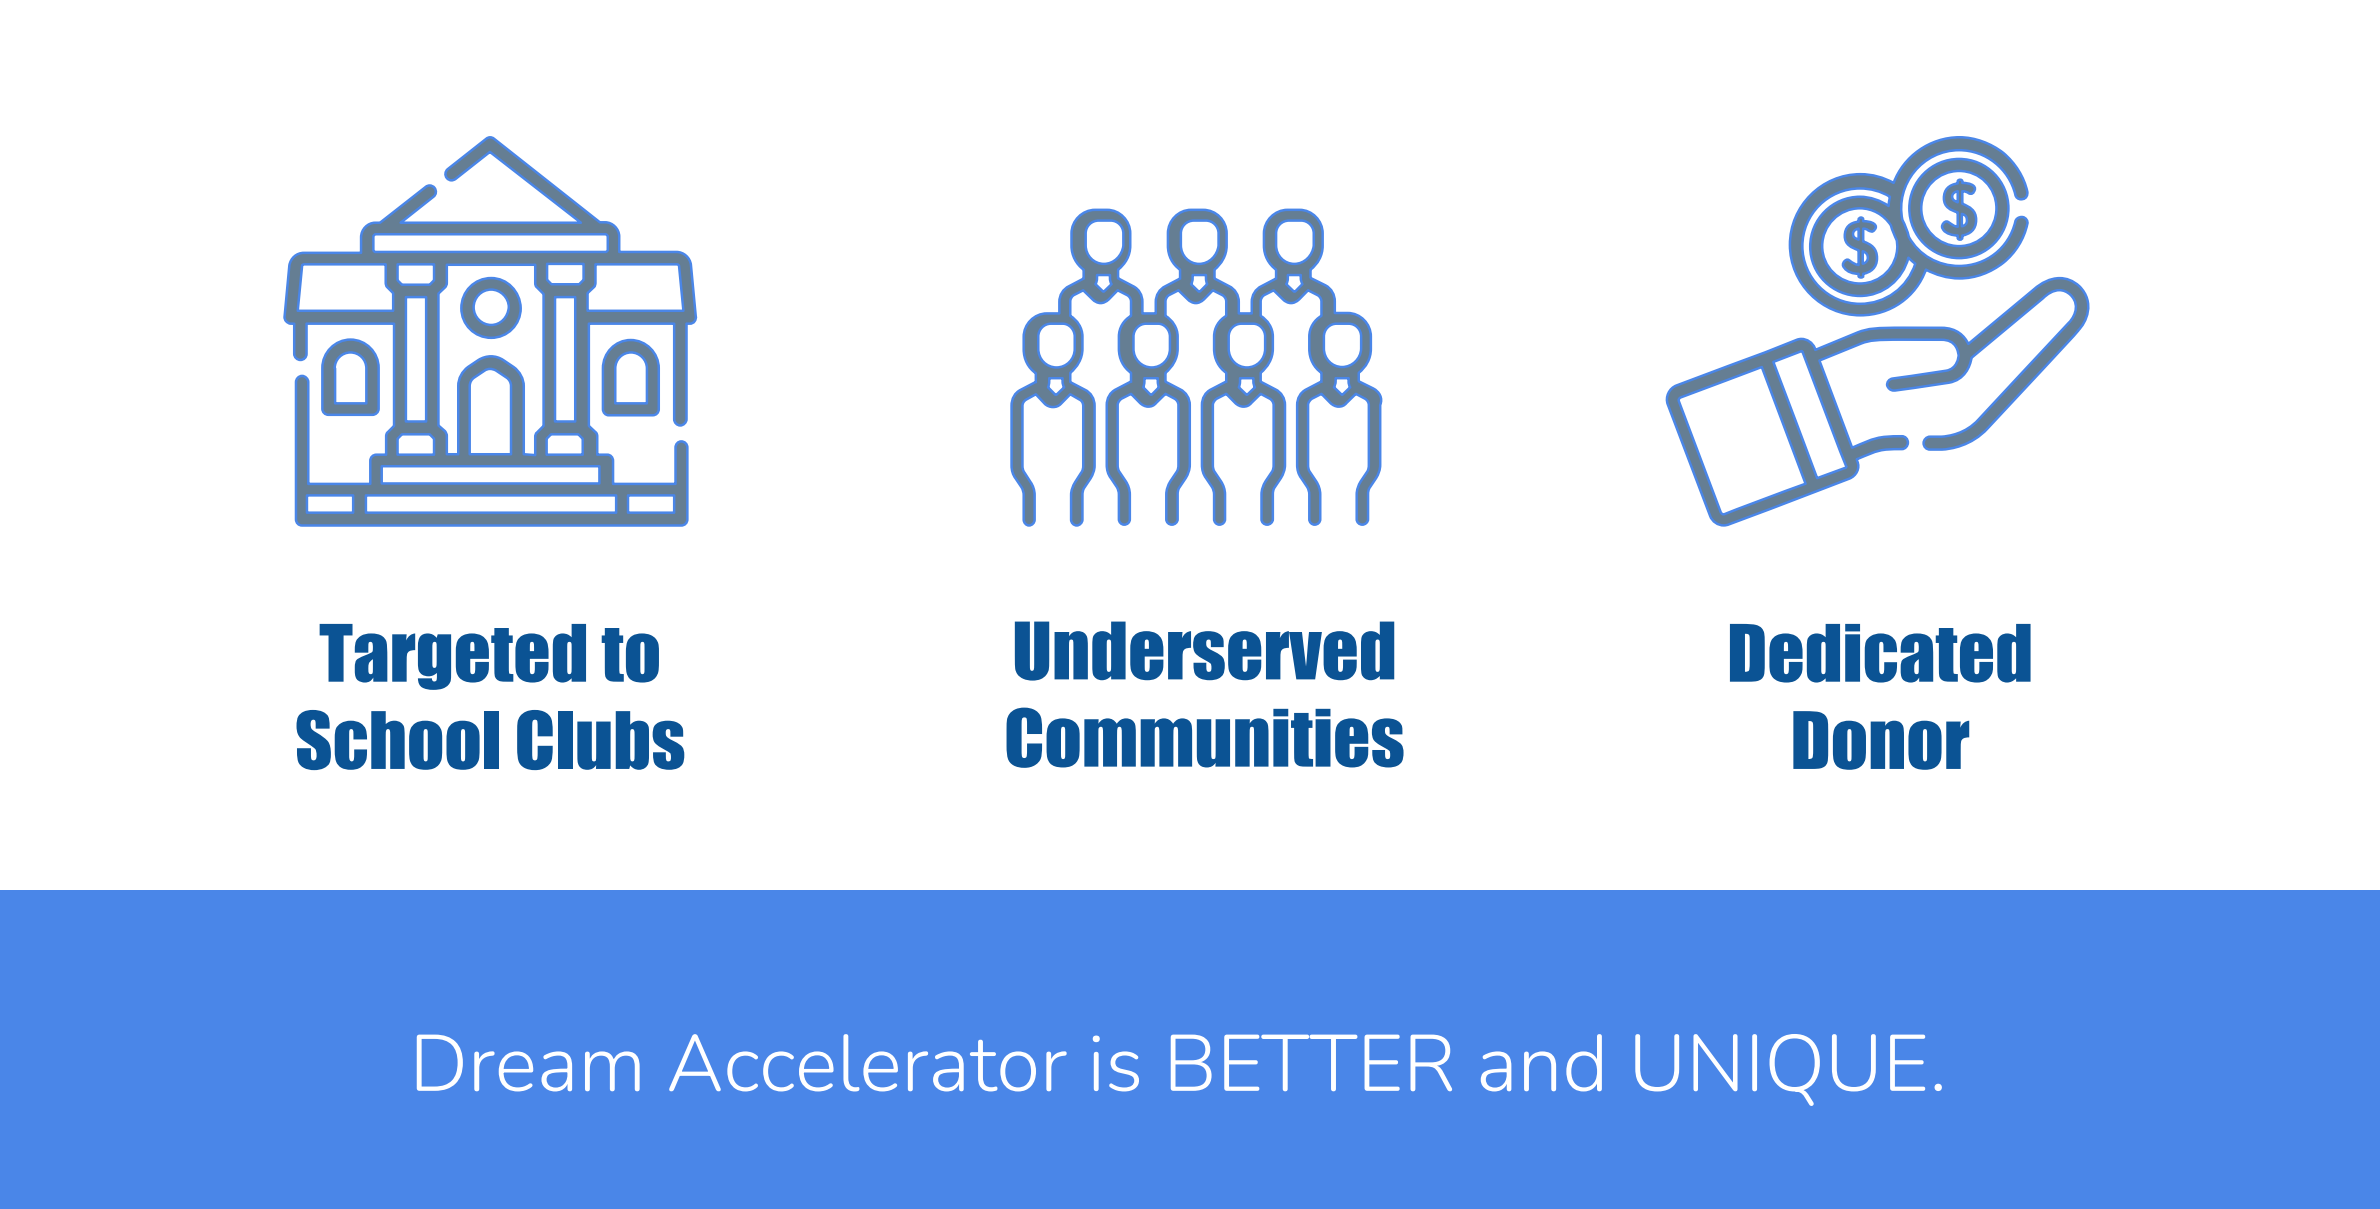 $
$
Targeted to
School Clubs
Underserved
Communities
Dedicated
Donor
Dream Accelerator is BETTER and UNIQUE.